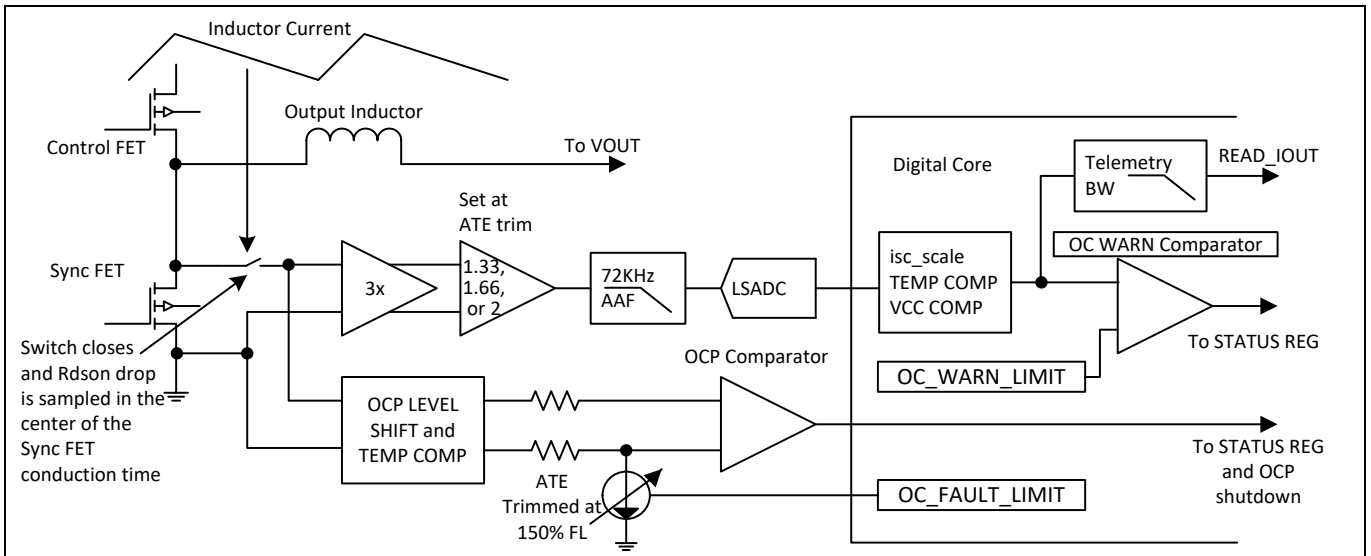 Inductor Current
Control FET
Output Inductor
To VOUT
Digital Core
Telemetry
BW
READ_IOUT
Set at
ATE trim
OC WARN Comparator
Sync FET
3x
1.33,
1.66,
or 2
72KHz
AAF
LSADC
isc_scale
TEMP COMP
VCC COMP
To STATUS REG
Switch closes
and Rdson drop
is sampled in the
center of the
Sync FET
conduction time
OCP Comparator
OC_WARN_LIMIT
OCP LEVEL
SHIFT and
TEMP COMP
ATE
Trimmed at
150% FL
OC_FAULT_LIMIT
To STATUS REG
and OCP
shutdown